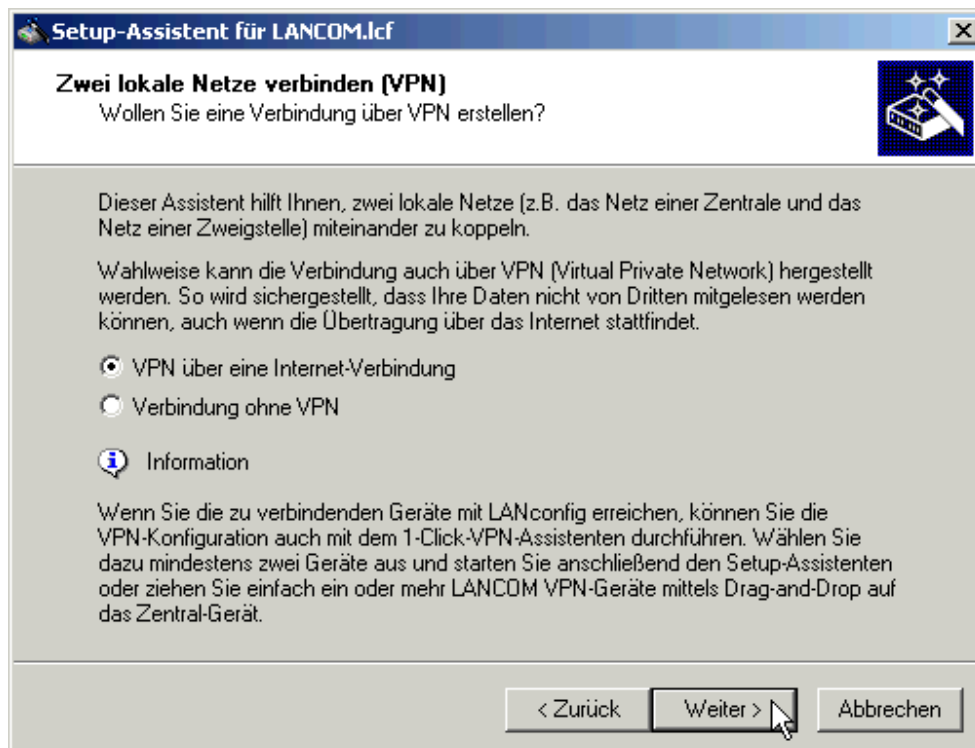 Setup-Assistent für LANCOM.lcf
Zwei lokale Netze verbinden (VPN)
Wollen Sie eine Verbindung über VPN erstellen?
Dieser Assistent hilft Ihnen, zwei lokale Netze (z.B. das Netz einer Zentrale und das
Netz einer Zweigstelle) miteinander zu koppeln.
Wahlweise kann die Verbindung auch über VPN (Virtual Private Network) hergestellt
werden. So wird sichergestellt, dass Ihre Daten nicht von Dritten mitgelesen werden
können, auch wenn die Übertragung über das Internet stattfindet.
VPN über eine Internet-Verbindung
Verbindung ohne VPN
Information
Wenn Sie die zu verbindenden Geräte mit LANconfig erreichen, können Sie die
VPN-Konfiguration auch mit dem 1-Click-VPN-Assistenten durchführen. Wählen Sie
dazu mindestens zwei Geräte aus und starten Sie anschließend den Setup-Assistenten
oder ziehen Sie einfach ein oder mehr LANCOM VPN-Geräte mittels Drag-and-Drop auf
das Zentral-Gerät.
< Zurück Weiter > Abbrechen